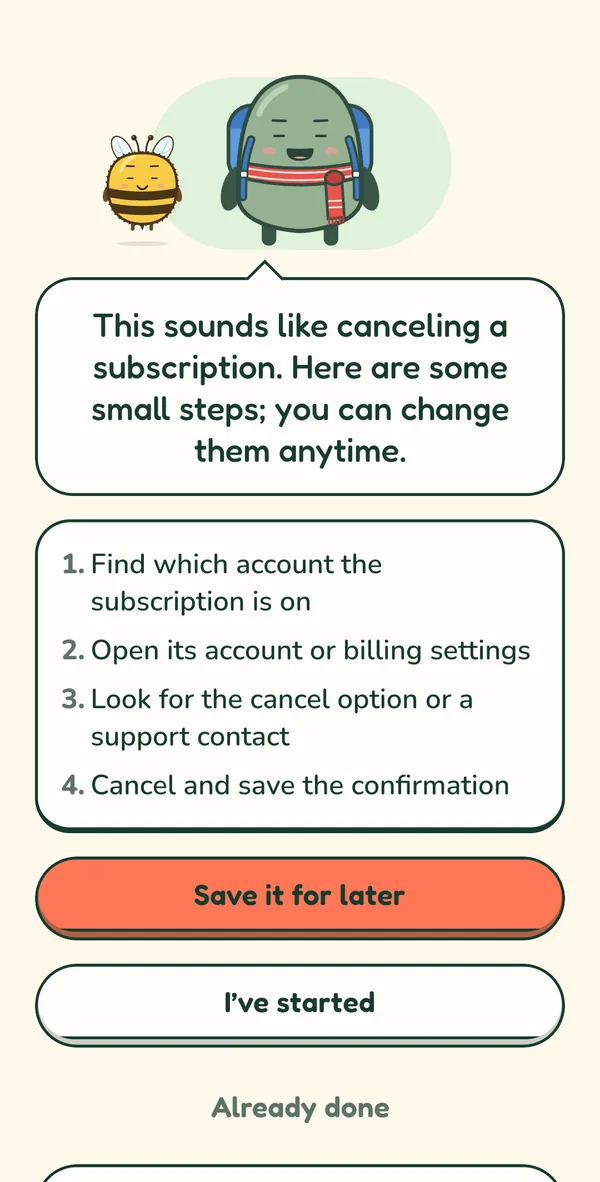 This sounds like canceling a
subscription. Here are some
small steps; you can change
them anytime.
1. Find which account the
subscription is on
2. Open its account or billing settings
3. Look for the cancel option or a
support contact
4. Cancel and save the confirmation
Save it for later
I’ve started
Already done